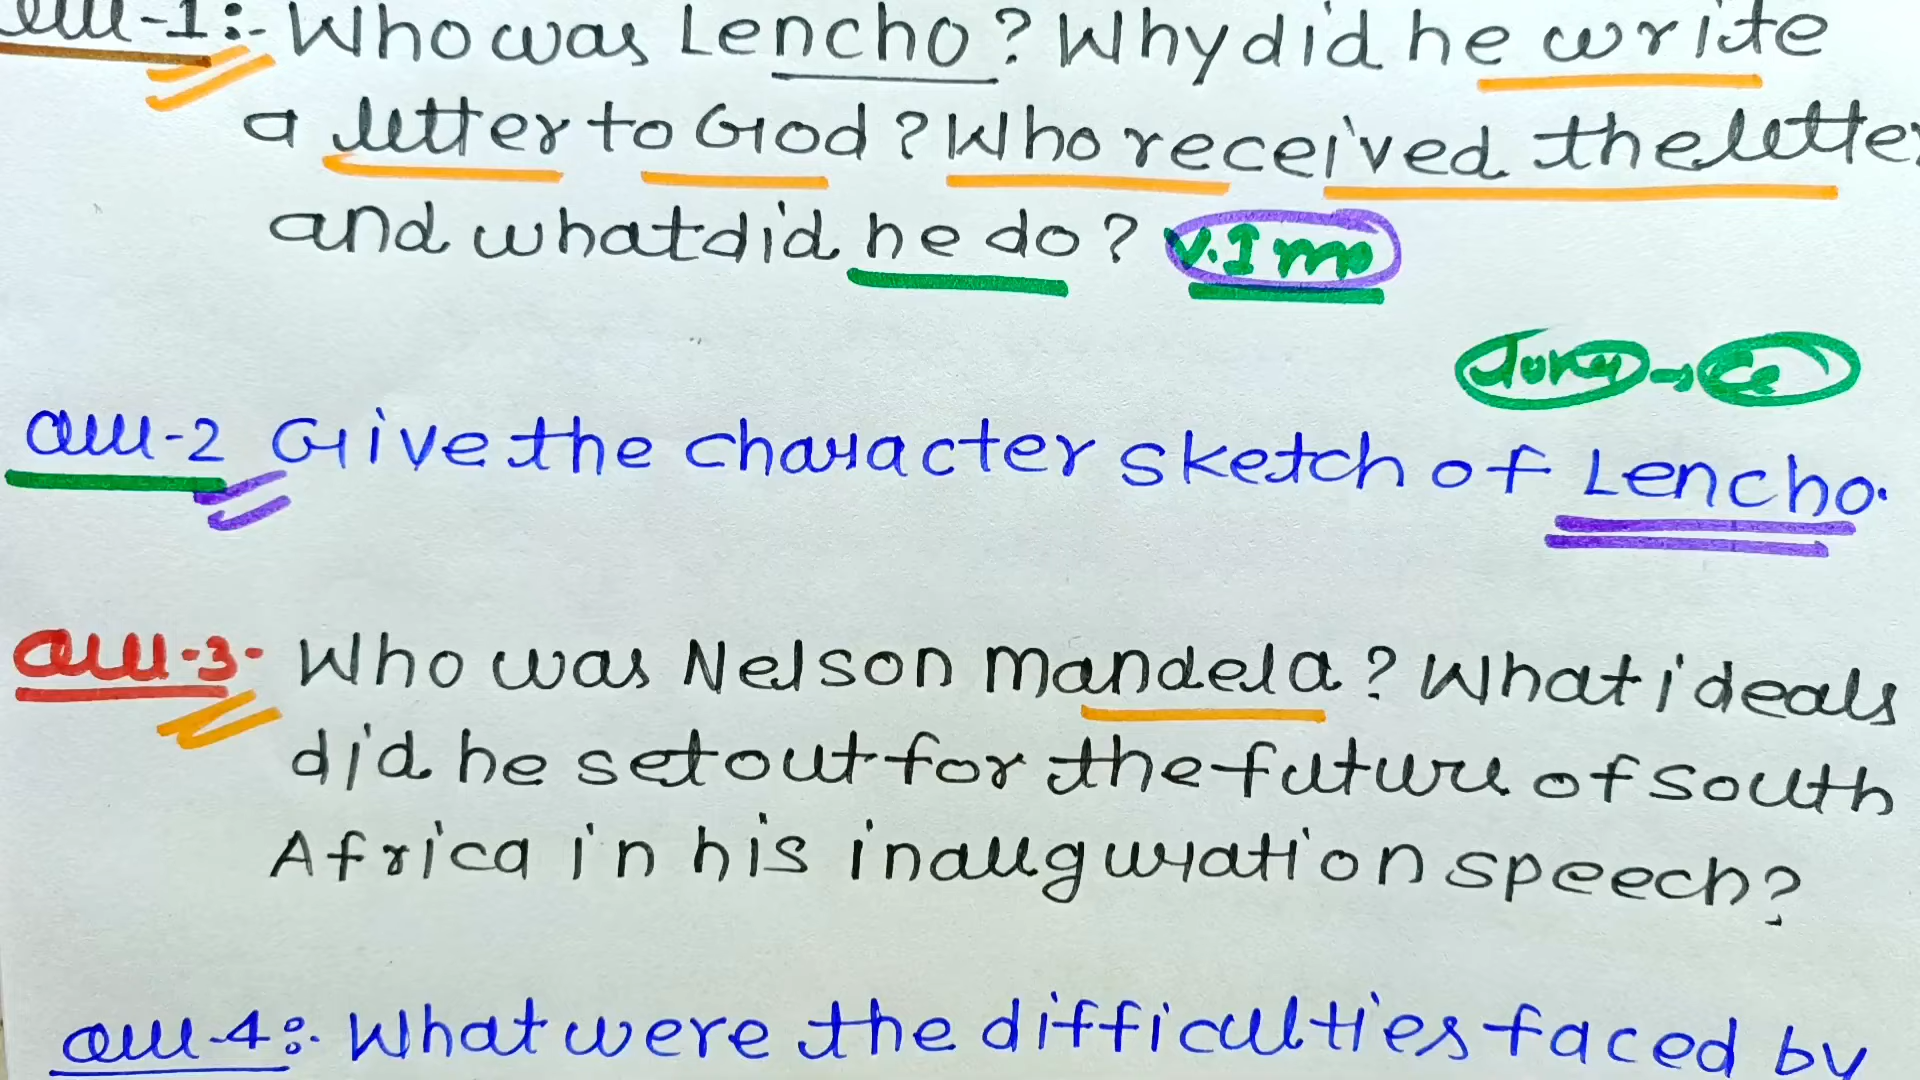 -1:- Who was Lencho? Why did he write
a letter to God? Who received the lette
and what did he do? V.Imp
Que-2 Give the character sketch of Lencho.
Que-3- Who was Nelson Mandela? What ideals
did he set out for the future of South
Africa in his inauguration speech?
Que-4:- What were the difficulties faced by